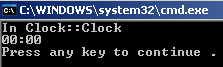 C:\WINDOWS\system32\cmd.exe
In Clock::Clock
00:00
Press any key to continue .